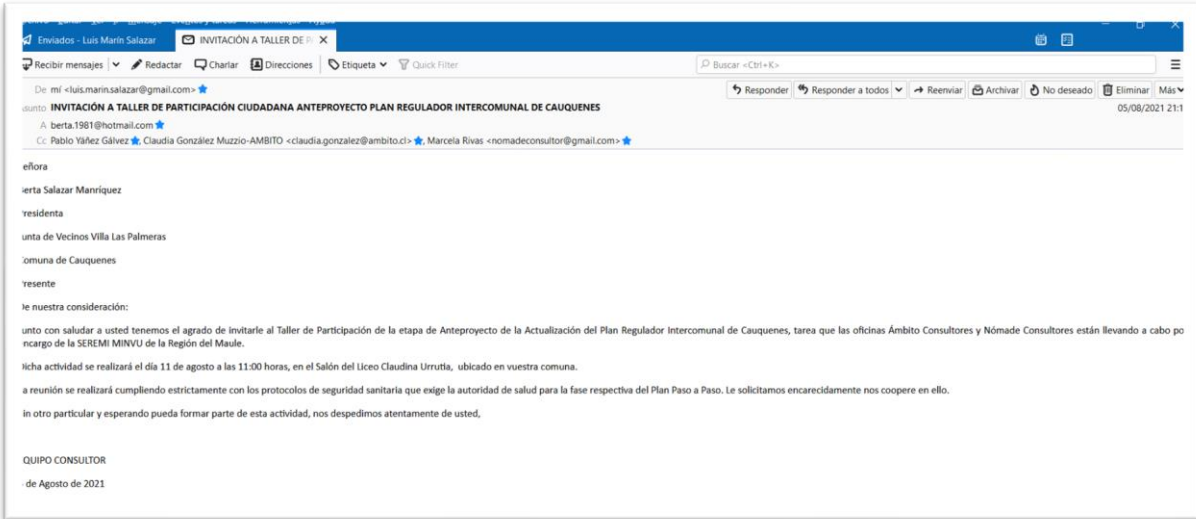 Enviados - Luis Marín Salazar INVITACIÓN A TALLER DE
Recibir mensajes Redactar Charlar Direcciones Etiqueta Quick Filter Buscar <Ctrl+K>
De mí <luis.marin.salazar@gmail.com> Responder Responder a todos Reenviar Archivar No deseado Eliminar Más
unto INVITACIÓN A TALLER DE PARTICIPACIÓN CIUDADANA ANTEPROYECTO PLAN REGULADOR INTERCOMUNAL DE CAUQUENES 05/08/2021 21:1
A berta.1981@hotmail.com
Cc Pablo Yáñez Gálvez, Claudia González Muzzio-AMBITO <claudia.gonzalez@ambito.cl>, Marcela Rivas <nomadeconsultor@gmail.com>
eñora
erta Salazar Manríquez
residenta
unta de Vecinos Villa Las Palmeras
omuna de Cauquenes
resente
e nuestra consideración:
unto con saludar a usted tenemos el agrado de invitarle al Taller de Participación de la etapa de Anteproyecto de la Actualización del Plan Regulador Intercomunal de Cauquenes, tarea que las oficinas Ámbito Consultores y Nómade Consultores están llevando a cabo po
ncargo de la SEREMI MINVU de la Región del Maule.
icha actividad se realizará el día 11 de agosto a las 11:00 horas, en el Salón del Liceo Claudina Urrutia, ubicado en vuestra comuna.
a reunión se realizará cumpliendo estrictamente con los protocolos de seguridad sanitaria que exige la autoridad de salud para la fase respectiva del Plan Paso a Paso. Le solicitamos encarecidamente nos coopere en ello.
in otro particular y esperando pueda formar parte de esta actividad, nos despedimos atentamente de usted,
QUIPO CONSULTOR
de Agosto de 2021